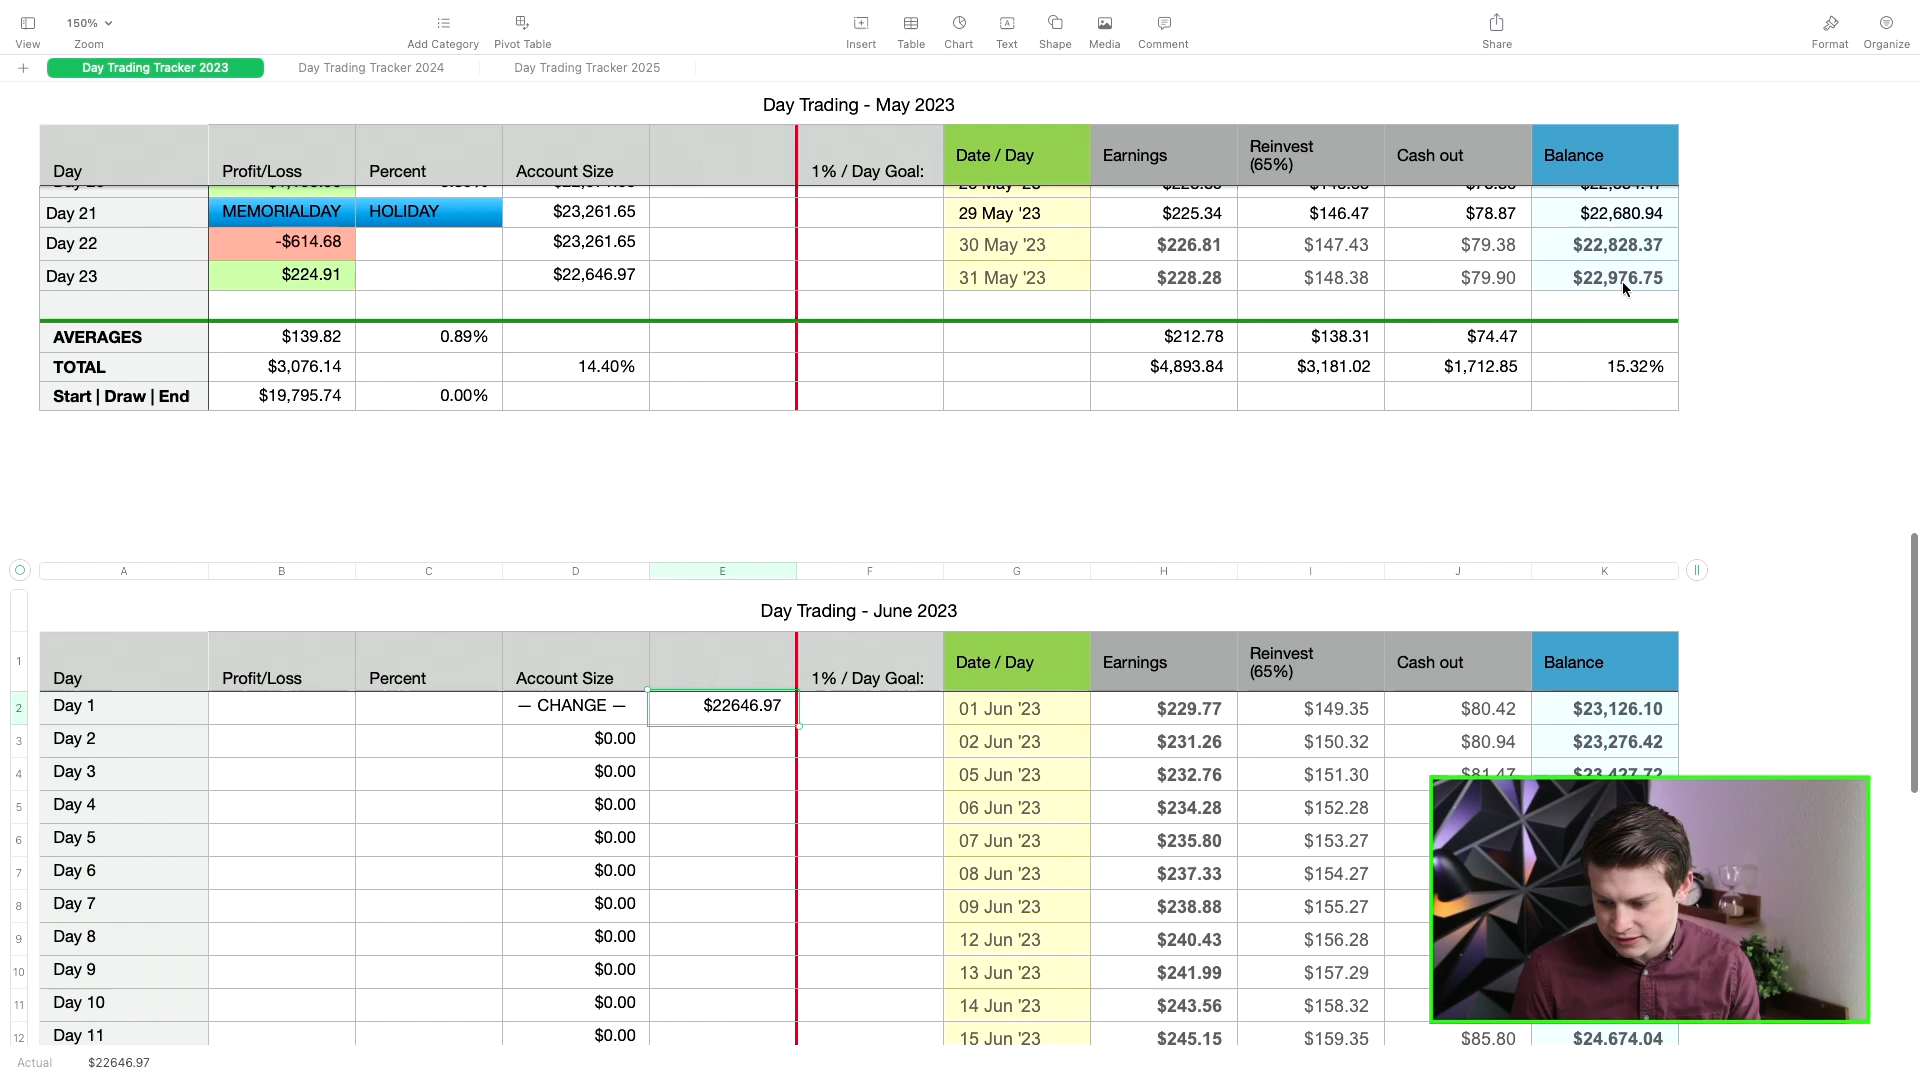 150%
View Zoom Add Category Pivot Table Insert Table Chart Text Shape Media Comment Share Format Organize
+ Day Trading Tracker 2023 Day Trading Tracker 2024 Day Trading Tracker 2025
Day Trading - May 2023
Day Profit/Loss Percent Account Size 1% / Day Goal: Date / Day Earnings Reinvest (65%) Cash out Balance
Day 21 MEMORIALDAY HOLIDAY $23,261.65 29 May '23 $225.34 $146.47 $78.87 $22,680.94
Day 22 -$614.68 $23,261.65 30 May '23 $226.81 $147.43 $79.38 $22,828.37
Day 23 $224.91 $22,646.97 31 May '23 $228.28 $148.38 $79.90 $22,976.75
AVERAGES $139.82 0.89% $212.78 $138.31 $74.47
TOTAL $3,076.14 14.40% $4,893.84 $3,181.02 $1,712.85 15.32%
Start | Draw | End $19,795.74 0.00%
A B C D E F G H I J K
Day Trading - June 2023
1 Day Profit/Loss Percent Account Size 1% / Day Goal: Date / Day Earnings Reinvest (65%) Cash out Balance
2 Day 1 — CHANGE — $22646.97 01 Jun '23 $229.77 $149.35 $80.42 $23,126.10
3 Day 2 $0.00 02 Jun '23 $231.26 $150.32 $80.94 $23,276.42
4 Day 3 $0.00 05 Jun '23 $232.76 $151.30 $81.47 $23,427.72
5 Day 4 $0.00 06 Jun '23 $234.28 $152.28
6 Day 5 $0.00 07 Jun '23 $235.80 $153.27
7 Day 6 $0.00 08 Jun '23 $237.33 $154.27
8 Day 7 $0.00 09 Jun '23 $238.88 $155.27
9 Day 8 $0.00 12 Jun '23 $240.43 $156.28
10 Day 9 $0.00 13 Jun '23 $241.99 $157.29
11 Day 10 $0.00 14 Jun '23 $243.56 $158.32
12 Day 11 $0.00 15 Jun '23 $245.15 $159.35 $85.80 $24,674.04
Actual $22646.97